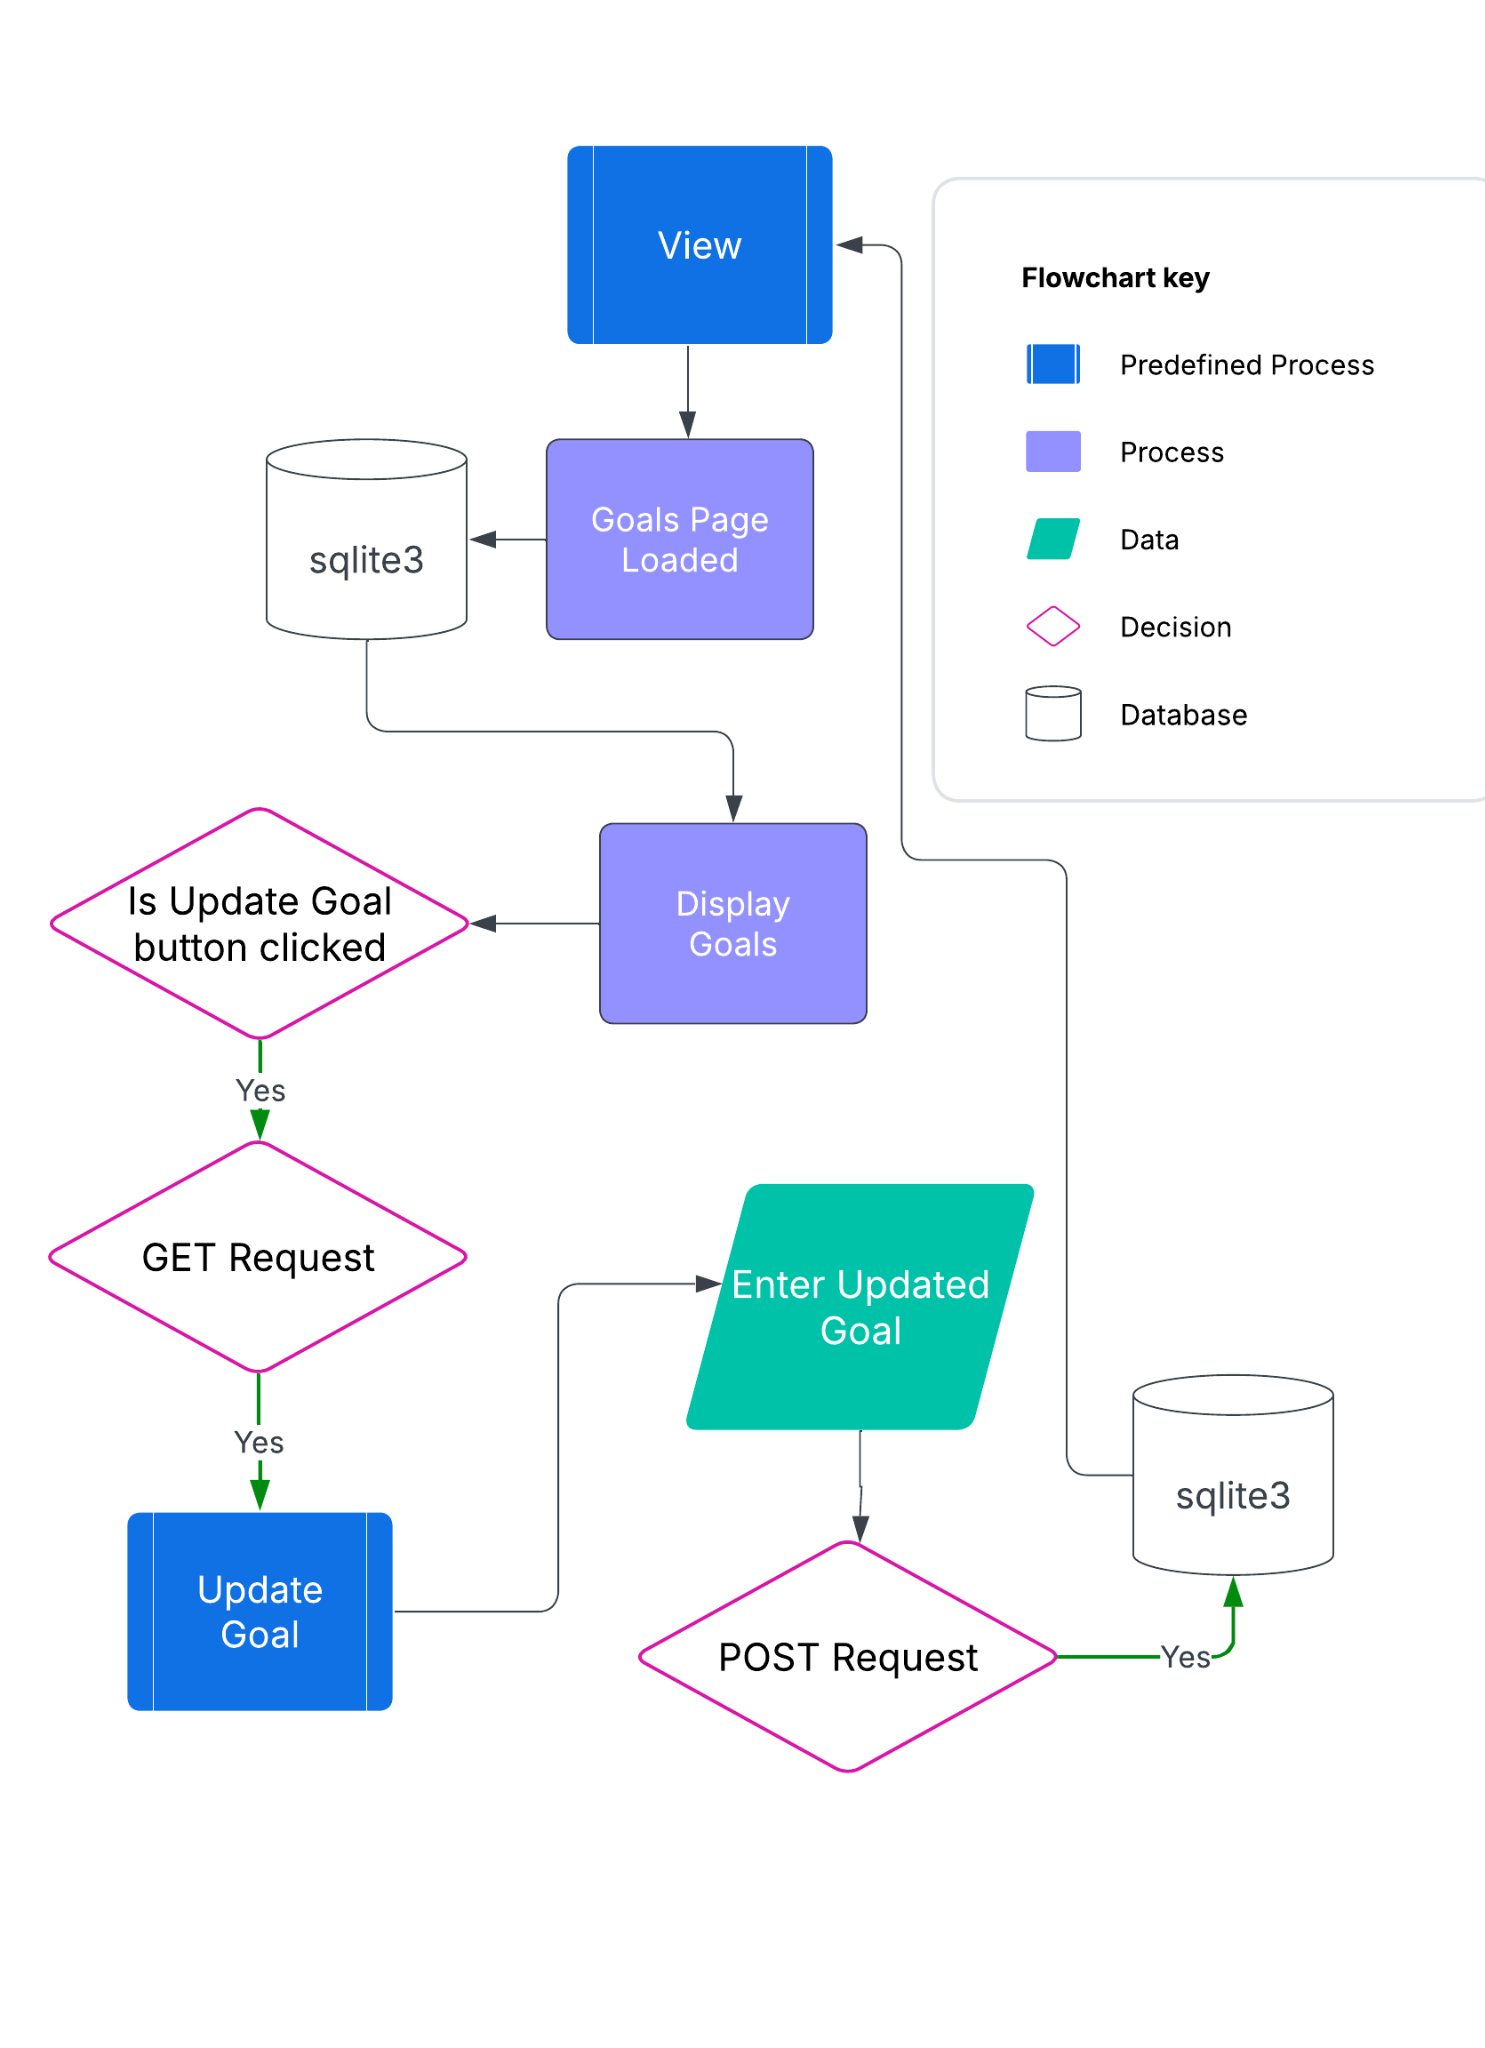 View
Flowchart key
Predefined Process
Process
Data
Decision
Database
Goals Page
Loaded
sqlite3
Display
Goals
Is Update Goal
button clicked
Yes
GET Request
Yes
Update
Goal
Enter Updated
Goal
POST Request
Yes
sqlite3